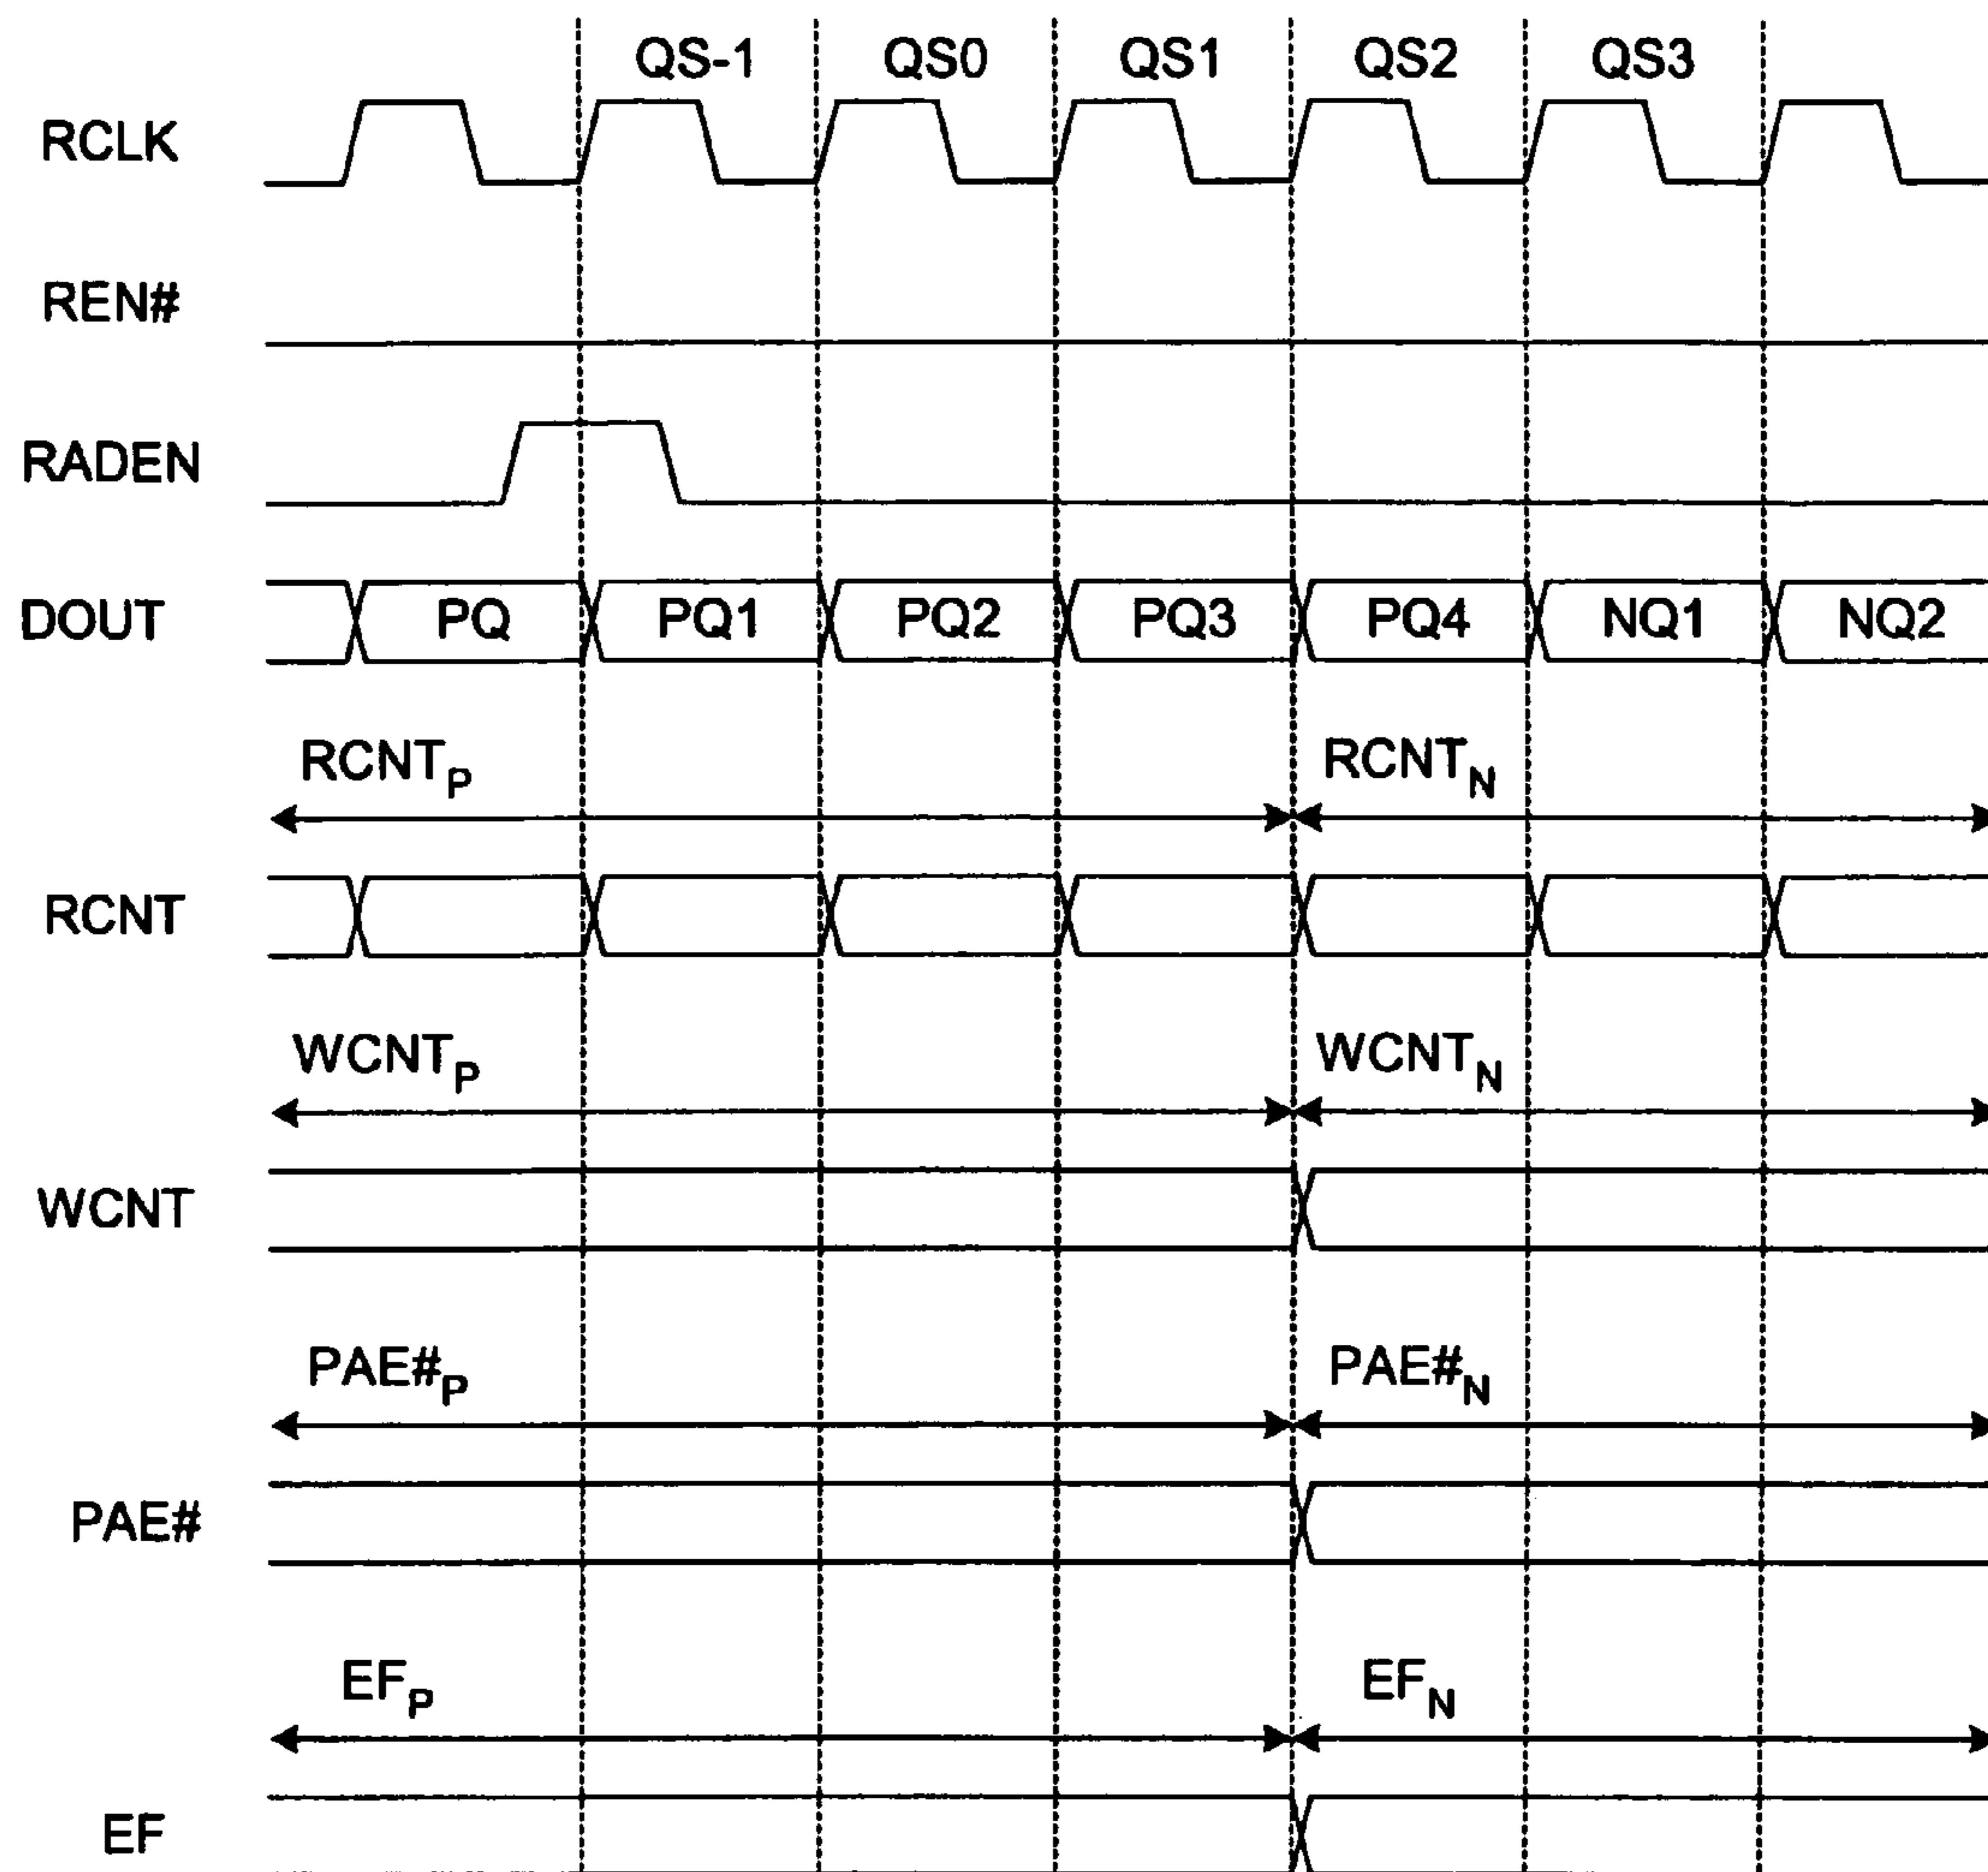 QS-1 QS0 QS1 QS2 QS3
RCLK
REN#
RADEN
DOUT PQ PQ1 PQ2 PQ3 PQ4 NQ1 NQ2
RCNTP RCNTN
RCNT
WCNTP WCNTN
WCNT
PAE#P PAE#N
PAE#
EFP EFN
EF